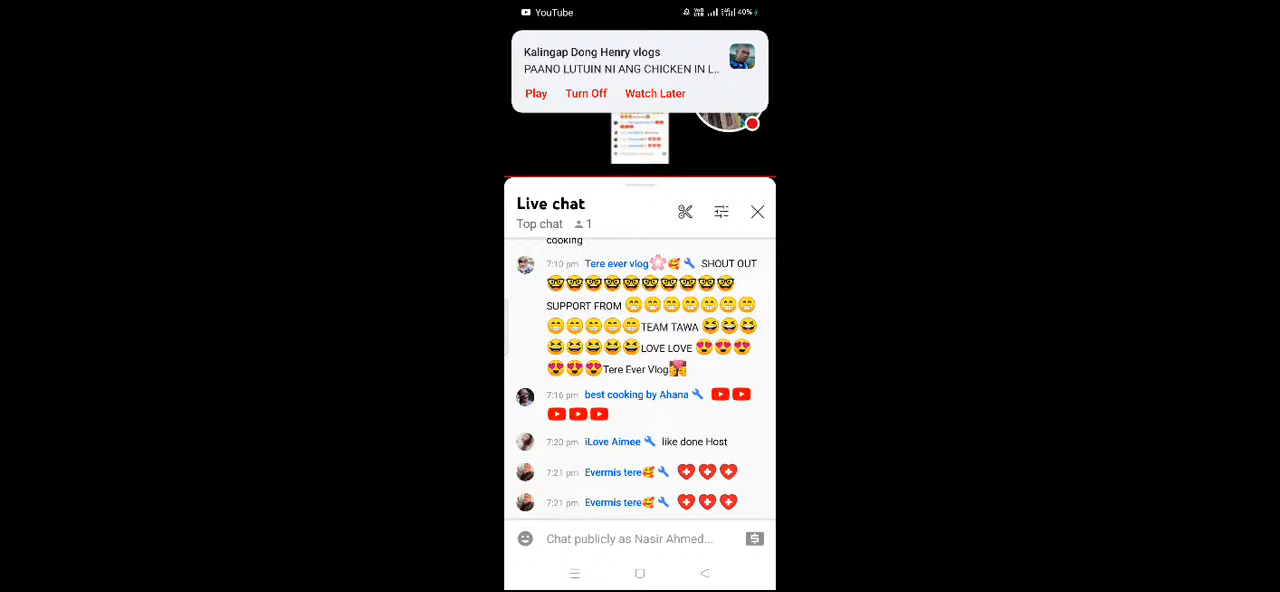 YouTube
40%
Kalingap Dong Henry vlogs
PAANO LUTUIN NI ANG CHICKEN IN L..
Play Turn Off Watch Later
Live chat
Top chat 1
cooking
7:10 pm Tere ever vlog🌸🥰 SHOUT OUT
🤓🤓🤓🤓🤓🤓🤓🤓🤓🤓
SUPPORT FROM 😁😁😁😁😁😁😁
😁😁😁😁😁TEAM TAWA 😆😆😆
😆😆😆😆😆LOVE LOVE 😍😍😍
😍😍😍Tere Ever Vlog
7:16 pm best cooking by Ahana
7:20 pm iLove Aimee like done Host
7:21 pm Evermis tere🥰
7:21 pm Evermis tere🥰
Chat publicly as Nasir Ahmed...